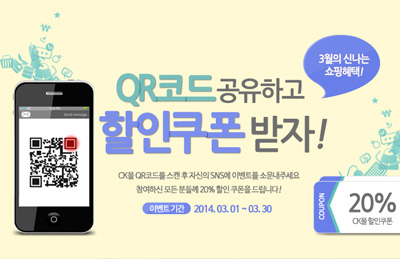 3월의 신나는
쇼핑혜택!
QR코드 공유하고
할인쿠폰 받자!
Send message
CK몰 QR코드를 스캔 후 자신의 SNS에 이벤트를 소문내주세요
참여하신 모든 분들께 20% 할인 쿠폰을 드립니다!
이벤트 기간 2014. 03. 01 ~ 03. 30
COUPON
20%
CK몰 할인쿠폰